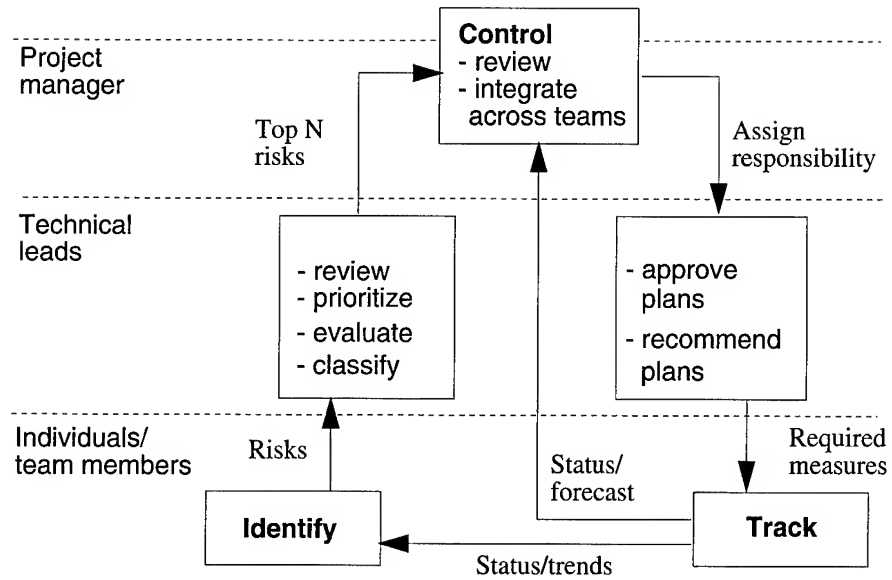 Project
manager
Control
- review
- integrate
across teams
Top N
risks
Assign
responsibility
Technical
leads
- review
- prioritize
- evaluate
- classify
- approve
plans
- recommend
plans
Individuals/
team members
Risks
Status/
forecast
Required
measures
Identify
Track
Status/trends